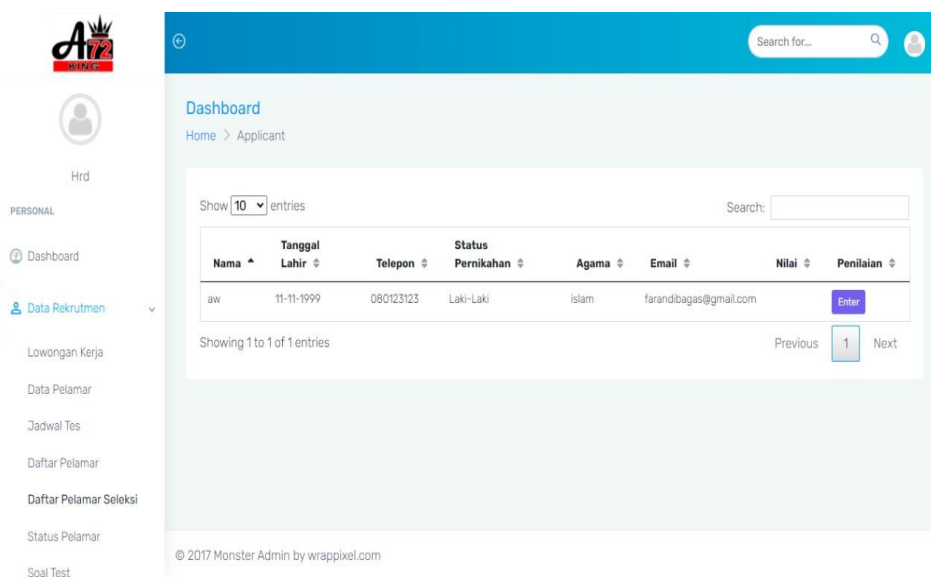 A72
KING
Search for...
Hrd
PERSONAL
Dashboard
Data Rekrutmen
Lowongan Kerja
Data Pelamar
Jadwal Tes
Daftar Pelamar
Daftar Pelamar Seleksi
Status Pelamar
Soal Test
Dashboard
Home > Applicant
Show 10 entries
Search:
Nama Tanggal Lahir Telepon Status Pernikahan Agama Email Nilai Penilaian
aw 11-11-1999 080123123 Laki-Laki islam farandibagas@gmail.com Enter
Showing 1 to 1 of 1 entries
Previous 1 Next
© 2017 Monster Admin by wrappixel.com